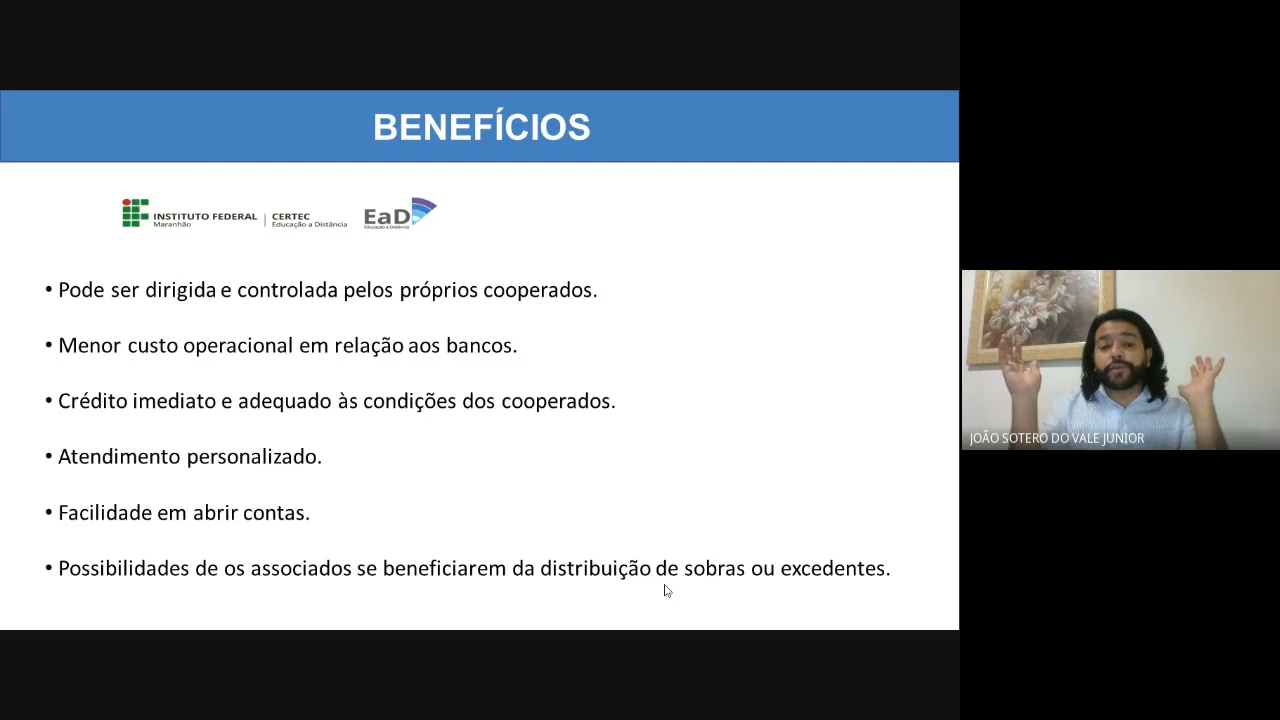 BENEFÍCIOS
INSTITUTO FEDERAL
Maranhão
CERTEC
Educação a Distância
EaD
Educação a Distância
• Pode ser dirigida e controlada pelos próprios cooperados.
• Menor custo operacional em relação aos bancos.
• Crédito imediato e adequado às condições dos cooperados.
• Atendimento personalizado.
• Facilidade em abrir contas.
• Possibilidades de os associados se beneficiarem da distribuição de sobras ou excedentes.
JOÃO SOTERO DO VALE JUNIOR